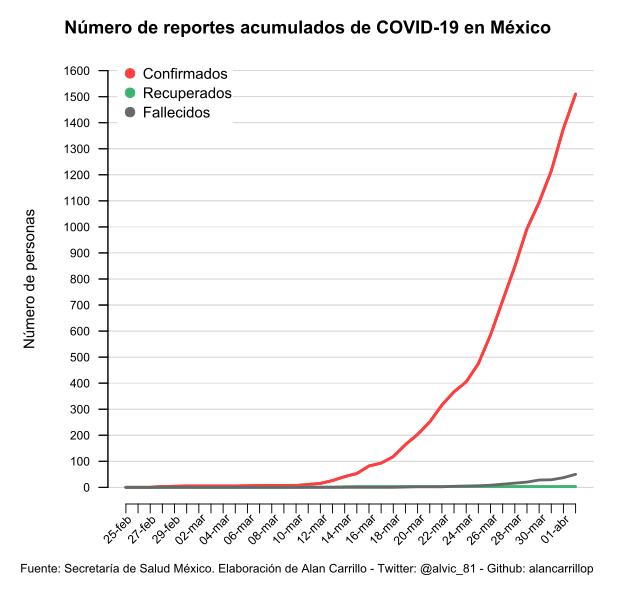 Número de reportes acumulados de COVID-19 en México
Confirmados
Recuperados
Fallecidos
Número de personas
1600
1500
1400
1300
1200
1100
1000
900
800
700
600
500
400
300
200
100
0
25-feb
27-feb
29-feb
02-mar
04-mar
06-mar
08-mar
10-mar
12-mar
14-mar
16-mar
18-mar
20-mar
22-mar
24-mar
26-mar
28-mar
30-mar
01-abr
Fuente: Secretaría de Salud México. Elaboración de Alan Carrillo - Twitter: @alvic_81 - Github: alancarrillop